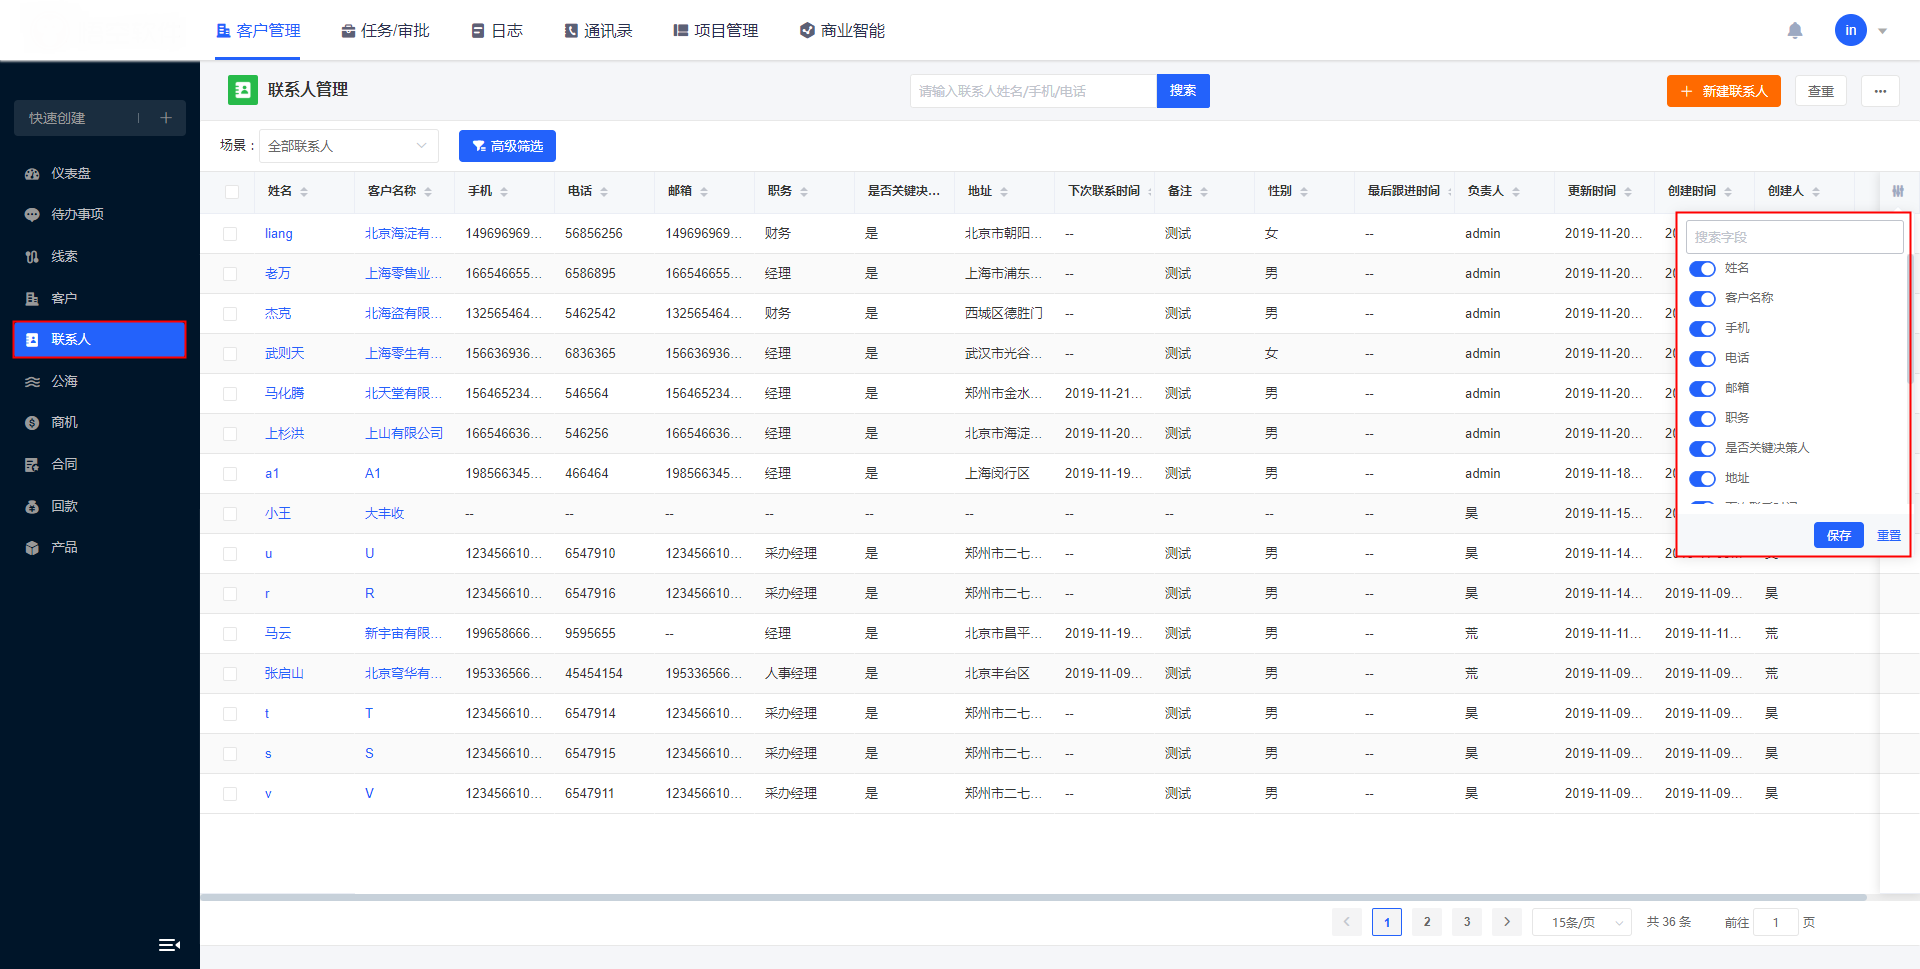 客户管理 任务/审批 日志 通讯录 项目管理 商业智能 in
快速创建
仪表盘
待办事项
线索
客户
联系人
公海
商机
合同
回款
产品
联系人管理 请输入联系人姓名/手机/电话 搜索 新建联系人 查重
场景： 全部联系人 高级筛选
姓名 客户名称 手机 电话 邮箱 职务 是否关键决... 地址 下次联系时间 备注 性别 最后跟进时间 负责人 更新时间 创建时间 创建人
liang 北京海淀有... 149696969... 56856256 149696969... 财务 是 北京市朝阳... -- 测试 女 -- admin 2019-11-20... 20
老万 上海零售业... 166546655... 6586895 166546655... 经理 是 上海市浦东... -- 测试 男 -- admin 2019-11-20... 20
杰克 北海盗有限... 132565464... 5462542 132565464... 财务 是 西城区德胜门 -- 测试 男 -- admin 2019-11-20... 20
武则天 上海零生有... 156636936... 6836365 156636936... 经理 是 武汉市光谷... -- 测试 女 -- admin 2019-11-20... 20
马化腾 北天堂有限... 156465234... 546564 156465234... 经理 是 郑州市金水... 2019-11-21... 测试 男 -- admin 2019-11-20... 20
上杉洪 上山有限公司 166546636... 546256 166546636... 经理 是 北京市海淀... 2019-11-20... 测试 男 -- admin 2019-11-20... 20
a1 A1 198566345... 466464 198566345... 经理 是 上海闵行区 2019-11-19... 测试 男 -- admin 2019-11-18... 20
小王 大丰收 -- -- -- -- -- -- -- -- -- -- 昊 2019-11-15... 20
u U 123456610... 6547910 123456610... 采办经理 是 郑州市二七... -- 测试 男 -- 昊 2019-11-14... 20
r R 123456610... 6547916 123456610... 采办经理 是 郑州市二七... -- 测试 男 -- 昊 2019-11-14... 2019-11-09... 昊
马云 新宇宙有限... 199658666... 9595655 -- 经理 是 北京市昌平... 2019-11-19... 测试 男 -- 荒 2019-11-11... 2019-11-11... 荒
张启山 北京穹华有... 195336566... 45454154 195336566... 人事经理 是 北京丰台区 2019-11-09... 测试 男 -- 荒 2019-11-09... 2019-11-09... 荒
t T 123456610... 6547914 123456610... 采办经理 是 郑州市二七... -- 测试 男 -- 昊 2019-11-09... 2019-11-09... 昊
s S 123456610... 6547915 123456610... 采办经理 是 郑州市二七... -- 测试 男 -- 昊 2019-11-09... 2019-11-09... 昊
v V 123456610... 6547911 123456610... 采办经理 是 郑州市二七... -- 测试 男 -- 昊 2019-11-09... 2019-11-09... 昊
搜索字段
姓名
客户名称
手机
电话
邮箱
职务
是否关键决策人
地址
保存 重置
1 2 3 15条/页 共 36 条 前往 1 页